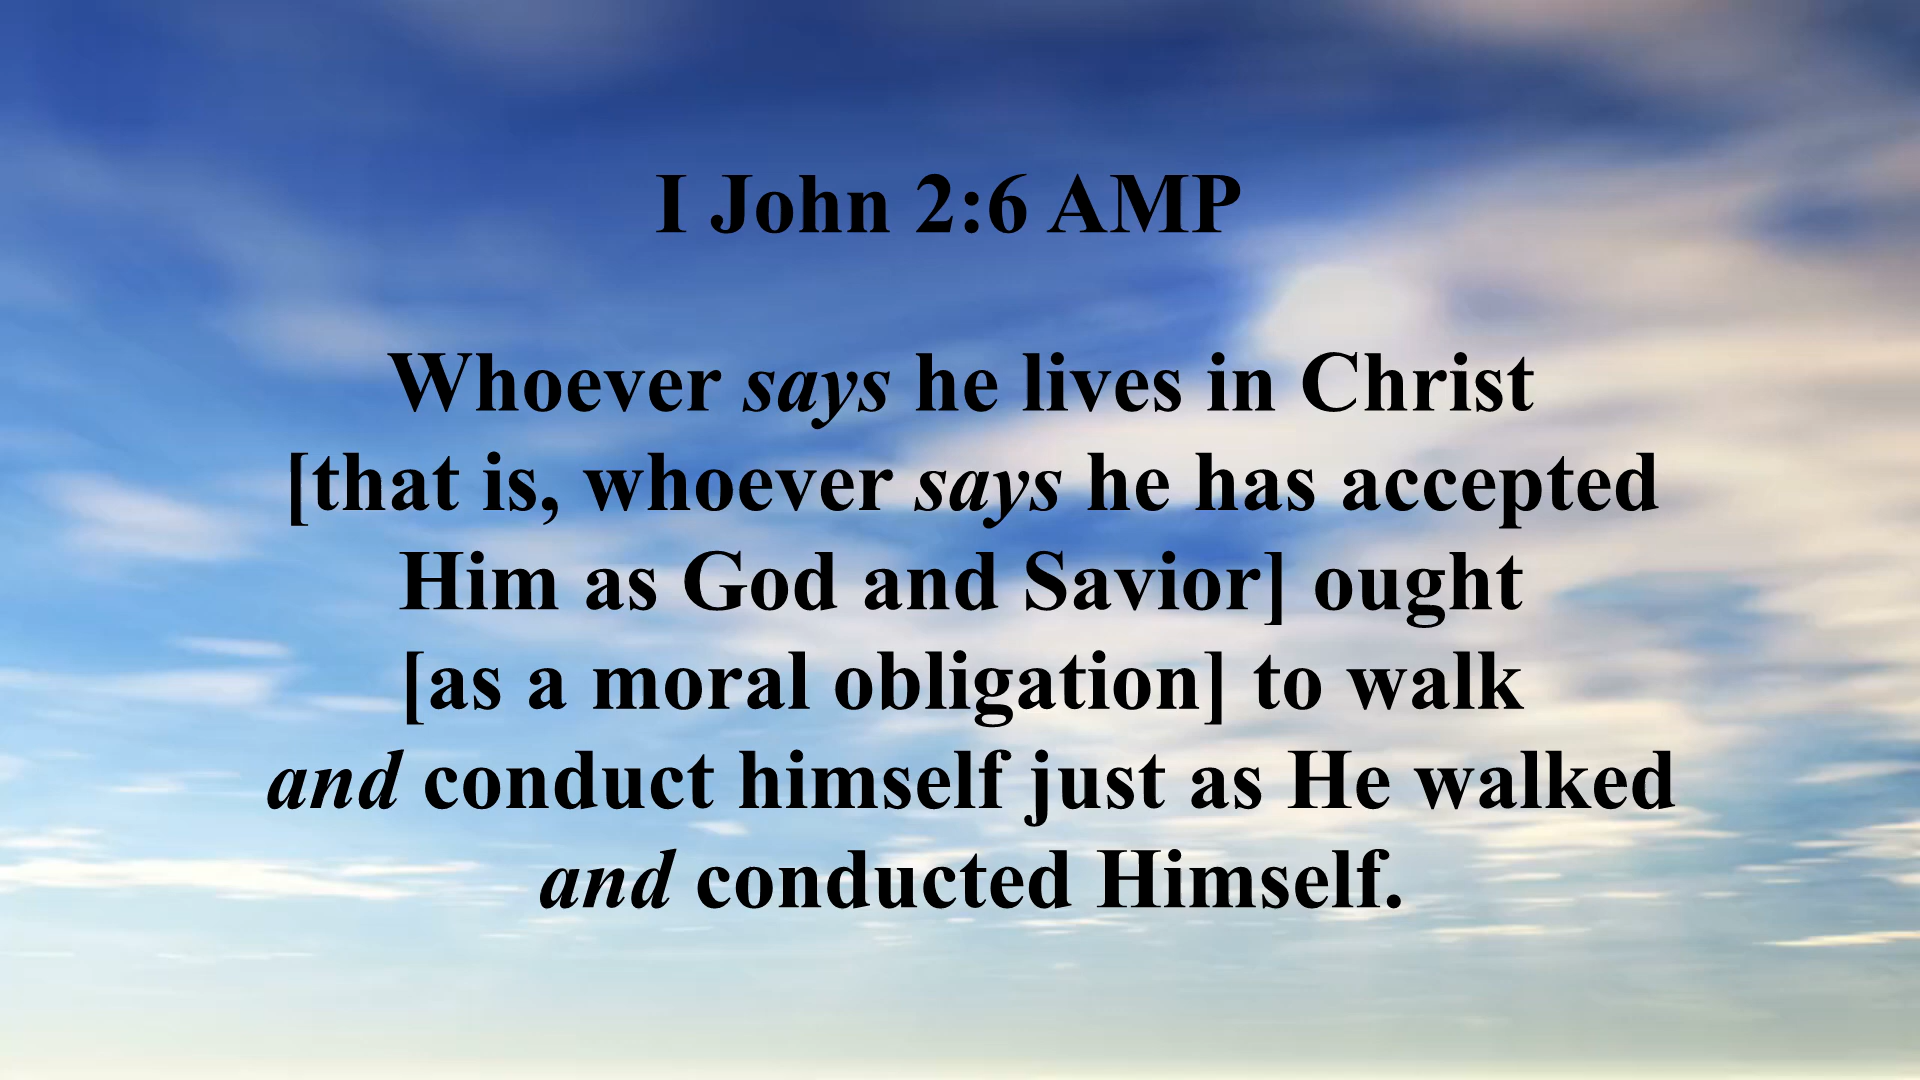 I John 2:6 AMP
Whoever says he lives in Christ
[that is, whoever says he has accepted
Him as God and Savior] ought
[as a moral obligation] to walk
and conduct himself just as He walked
and conducted Himself.